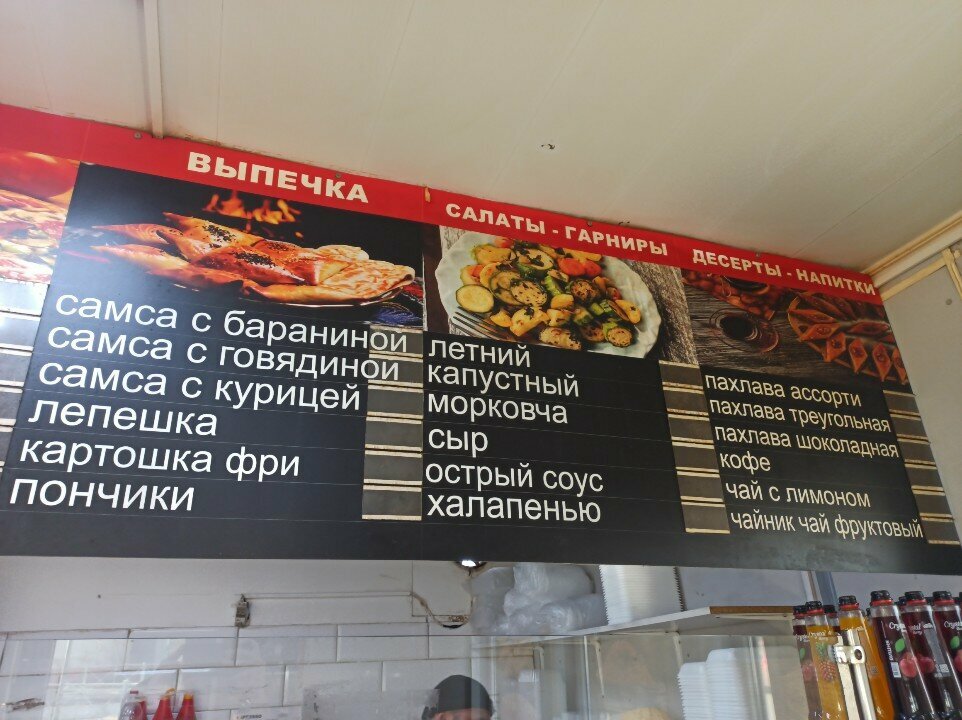 ВЫПЕЧКА
самса с бараниной
самса с говядиной
самса с курицей
лепешка
картошка фри
пончики
САЛАТЫ - ГАРНИРЫ
летний
капустный
морковча
сыр
острый соус
халапенью
ДЕСЕРТЫ - НАПИТКИ
пахлава ассорти
пахлава треугольная
пахлава шоколадная
кофе
чай с лимоном
чайник чай фруктовый
Crystal